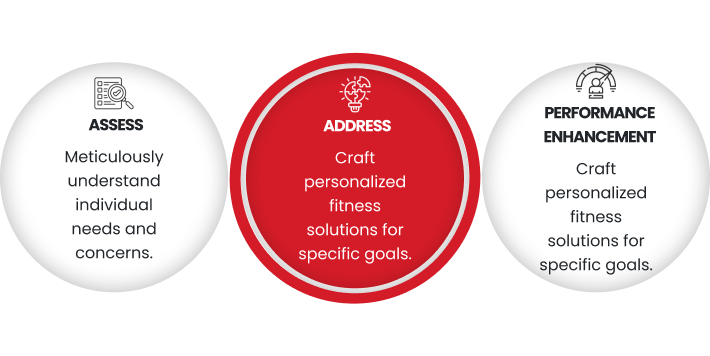 ASSESS
Meticulously
understand
individual
needs and
concerns.
ADDRESS
Craft
personalized
fitness
solutions for
specific goals.
PERFORMANCE
ENHANCEMENT
Craft
personalized
fitness
solutions for
specific goals.